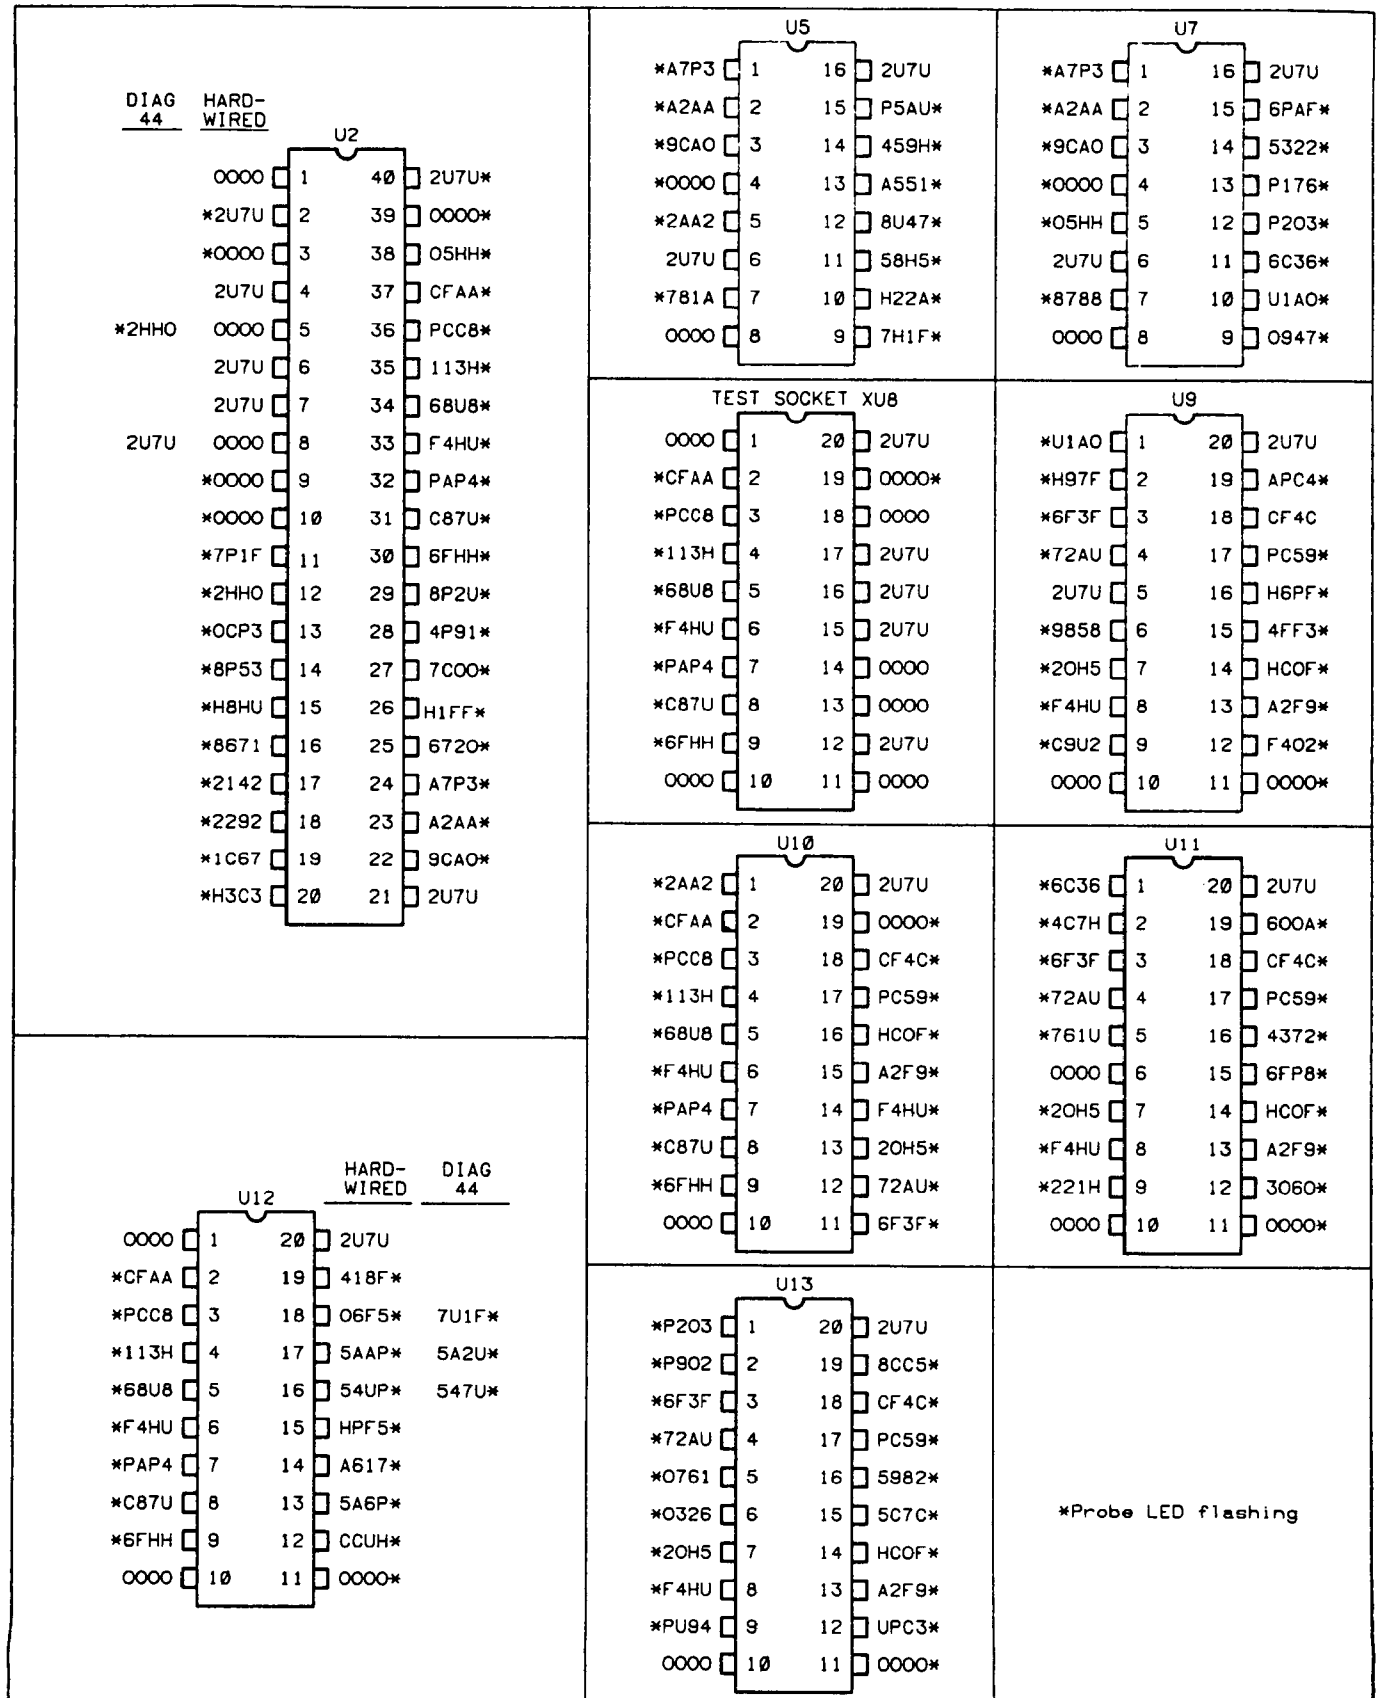 DIAG 44 HARD-WIRED
U2
0000 1 40 2U7U*
*2U7U 2 39 0000*
*0000 3 38 05HH*
2U7U 4 37 CFAA*
*2HH0 0000 5 36 PCC8*
2U7U 6 35 113H*
2U7U 7 34 68U8*
2U7U 0000 8 33 F4HU*
*0000 9 32 PAP4*
*0000 10 31 C87U*
*7P1F 11 30 6FHH*
*2HH0 12 29 8P2U*
*0CP3 13 28 4P91*
*8P53 14 27 7C00*
*H8HU 15 26 H1FF*
*8671 16 25 6720*
*2142 17 24 A7P3*
*2292 18 23 A2AA*
*1C67 19 22 9CA0*
*H3C3 20 21 2U7U
U5
*A7P3 1 16 2U7U
*A2AA 2 15 P5AU*
*9CA0 3 14 459H*
*0000 4 13 A551*
*2AA2 5 12 8U47*
2U7U 6 11 58H5*
*781A 7 10 H22A*
0000 8 9 7H1F*
U7
*A7P3 1 16 2U7U
*A2AA 2 15 6PAF*
*9CA0 3 14 5322*
*0000 4 13 P176*
*05HH 5 12 P203*
2U7U 6 11 6C36*
*8788 7 10 U1A0*
0000 8 9 0947*
TEST SOCKET XU8
0000 1 20 2U7U
*CFAA 2 19 0000*
*PCC8 3 18 0000
*113H 4 17 2U7U
*68U8 5 16 2U7U
*F4HU 6 15 2U7U
*PAP4 7 14 0000
*C87U 8 13 0000
*6FHH 9 12 2U7U
0000 10 11 0000
U9
*U1A0 1 20 2U7U
*H97F 2 19 APC4*
*6F3F 3 18 CF4C
*72AU 4 17 PC59*
2U7U 5 16 H6PF*
*9858 6 15 4FF3*
*20H5 7 14 HC0F*
*F4HU 8 13 A2F9*
*C9U2 9 12 F402*
0000 10 11 0000*
U10
*2AA2 1 20 2U7U
*CFAA 2 19 0000*
*PCC8 3 18 CF4C*
*113H 4 17 PC59*
*68U8 5 16 HC0F*
*F4HU 6 15 A2F9*
*PAP4 7 14 F4HU*
*C87U 8 13 20H5*
*6FHH 9 12 72AU*
0000 10 11 6F3F*
U11
*6C36 1 20 2U7U
*4C7H 2 19 600A*
*6F3F 3 18 CF4C*
*72AU 4 17 PC59*
*761U 5 16 4372*
0000 6 15 6FP8*
*20H5 7 14 HC0F*
*F4HU 8 13 A2F9*
*221H 9 12 3060*
0000 10 11 0000*
HARD-WIRED DIAG 44
U12
0000 1 20 2U7U
*CFAA 2 19 418F*
*PCC8 3 18 06F5* 7U1F*
*113H 4 17 5AAP* 5A2U*
*68U8 5 16 54UP* 547U*
*F4HU 6 15 HPF5*
*PAP4 7 14 A617*
*C87U 8 13 5A6P*
*6FHH 9 12 CCUH*
0000 10 11 0000*
U13
*P203 1 20 2U7U
*P902 2 19 8CC5*
*6F3F 3 18 CF4C*
*72AU 4 17 PC59*
*0761 5 16 5982*
*0326 6 15 5C7C*
*20H5 7 14 HC0F*
*F4HU 8 13 A2F9*
*PU94 9 12 UPC3*
0000 10 11 0000*
*Probe LED flashing